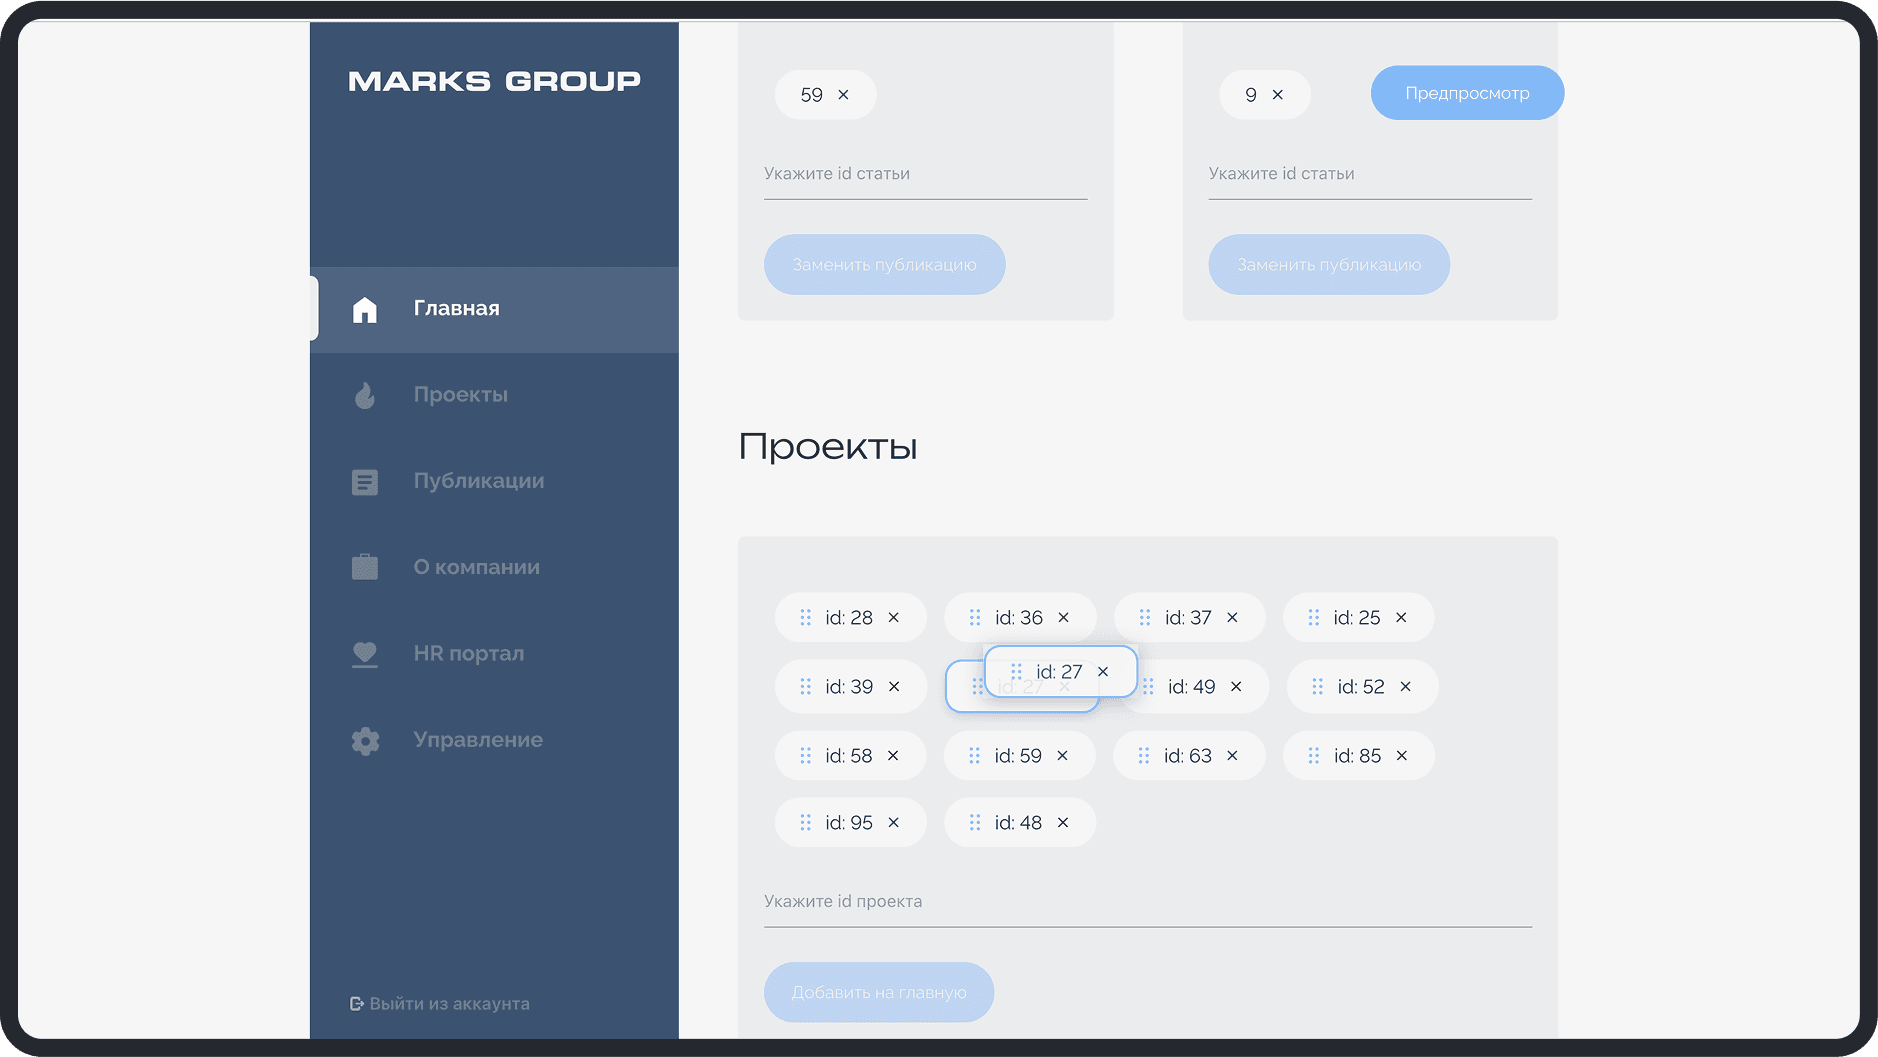 MARKS GROUP
Главная
Проекты
Публикации
О компании
HR портал
Управление
Выйти из аккаунта
59 ×
9 ×
Предпросмотр
Укажите id статьи
Укажите id статьи
Заменить публикацию
Заменить публикацию
Проекты
id: 28 ×
id: 36 ×
id: 37 ×
id: 25 ×
id: 39 ×
id: 27 ×
id: 27 ×
id: 49 ×
id: 52 ×
id: 58 ×
id: 59 ×
id: 63 ×
id: 85 ×
id: 95 ×
id: 48 ×
Укажите id проекта
Добавить на главную